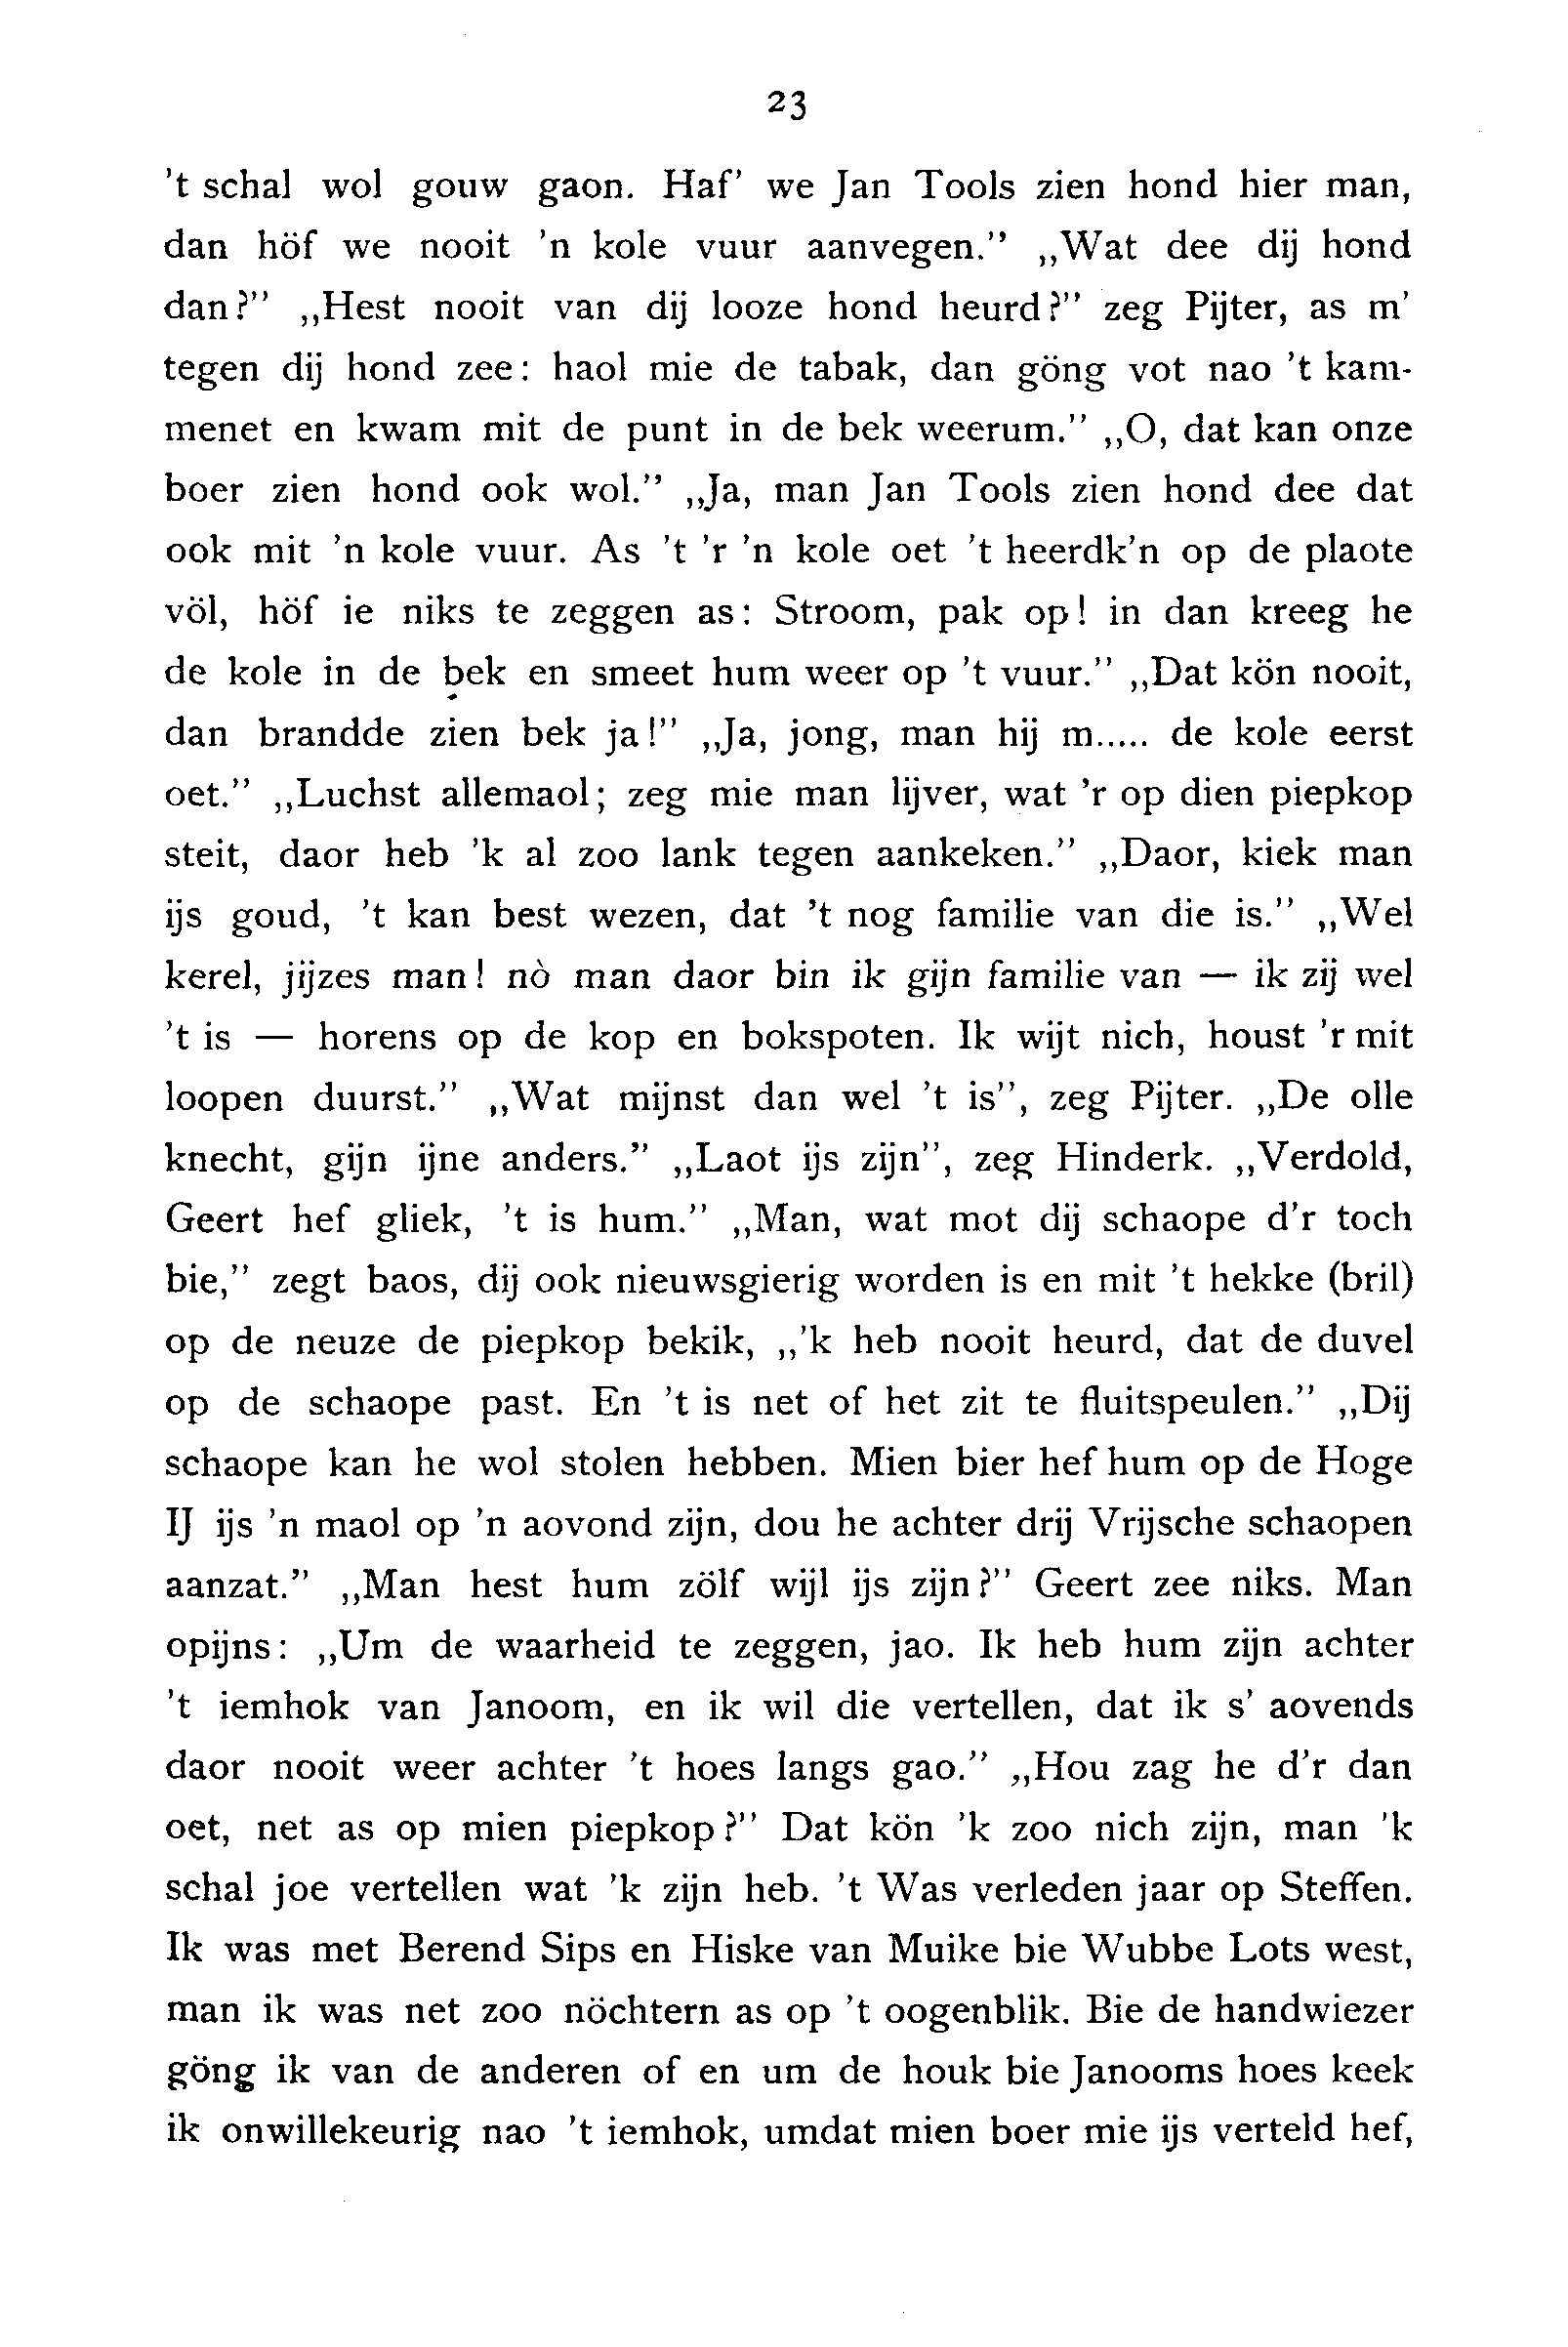 23
't schal wol gouw gaon. Haf' we Jan Tools zien hond hier man,
dan höf we nooit 'n kole vuur aanvegen.” „Wat dee dij hond
dan?” „Hest nooit van dij looze hond heurd?” zeg Pijter, as m'
tegen dij hond zee: haol mie de tabak, dan göng vot nao 't kam-
menet en kwam mit de punt in de bek weerum.” „O, dat kan onze
boer zien hond ook wol.” „Ja, man Jan Tools zien hond dee dat
ook mit 'n kole vuur. As 't 'r 'n kole oet 't heerdk'n op de plaote
völ, höf ie niks te zeggen as: Stroom, pak op! in dan kreeg he
de kole in de bek en smeet hum weer op 't vuur.” „Dat kön nooit,
dan brandde zien bek ja!” „Ja, jong, man hij m..... de kole eerst
oet.” „Luchst allemaol; zeg mie man lijver, wat 'r op dien piepkop
steit, daor heb 'k al zoo lank tegen aankeken.” „Daor, kiek man
ijs goud, 't kan best wezen, dat 't nog familie van die is.” „Wel
kerel, jijzes man! nò man daor bin ik gijn familie van — ik zij wel
't is — horens op de kop en bokspoten. Ik wijt nich, houst 'r mit
loopen duurst.” „Wat mijnst dan wel 't is”, zeg Pijter. „De olle
knecht, gijn ijne anders.” „Laot ijs zijn”, zeg Hinderk. „Verdold,
Geert hef gliek, 't is hum.” „Man, wat mot dij schaope d'r toch
bie,” zegt baos, dij ook nieuwsgierig worden is en mit 't hekke (bril)
op de neuze de piepkop bekik, „'k heb nooit heurd, dat de duvel
op de schaope past. En 't is net of het zit te fluitspeulen.” „Dij
schaope kan he wol stolen hebben. Mien bier hef hum op de Hoge
IJ ijs 'n maol op 'n aovond zijn, dou he achter drij Vrijsche schaopen
aanzat.” „Man hest hum zölf wijl ijs zijn?” Geert zee niks. Man
opijns: „Um de waarheid te zeggen, jao. Ik heb hum zijn achter
't iemhok van Janoom, en ik wil die vertellen, dat ik s' aovends
daor nooit weer achter 't hoes langs gao.” „Hou zag he d'r dan
oet, net as op mien piepkop?” Dat kön 'k zoo nich zijn, man 'k
schal joe vertellen wat 'k zijn heb. 't Was verleden jaar op Steffen.
Ik was met Berend Sips en Hiske van Muike bie Wubbe Lots west,
man ik was net zoo nöchtern as op 't oogenblik. Bie de handwiezer
göng ik van de anderen of en um de houk bie Janooms hoes keek
ik onwillekeurig nao 't iemhok, umdat mien boer mie ijs verteld hef,